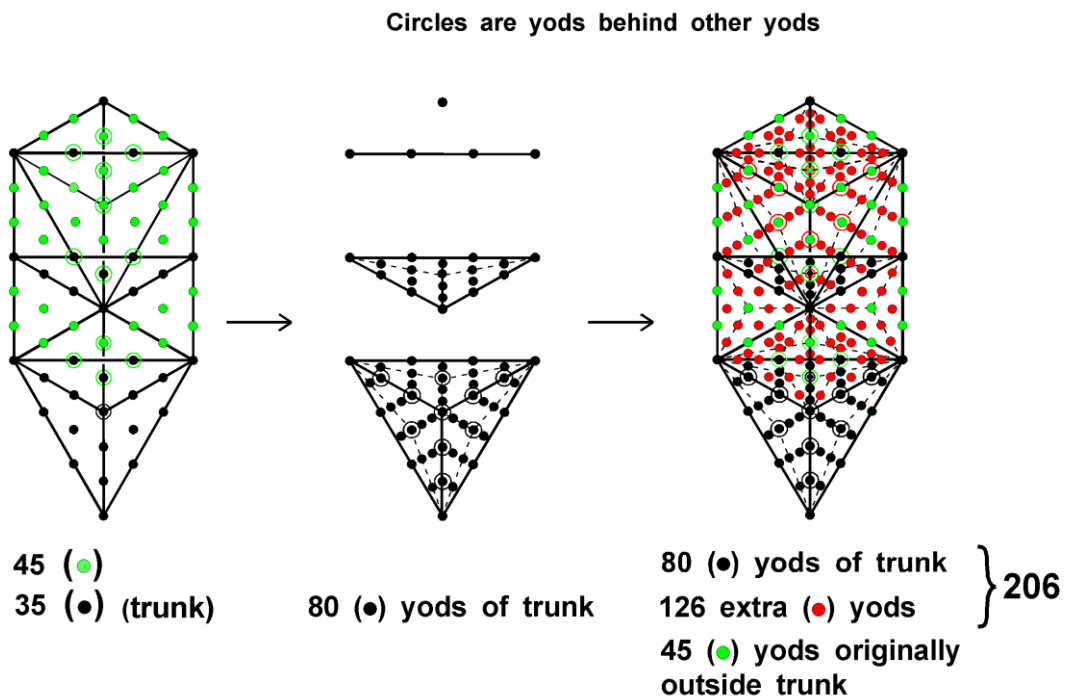 Circles are yods behind other yods
45 (●)
35 (●) (trunk)
80 (●) yods of trunk
80 (●) yods of trunk
126 extra (●) yods
} 206
45 (●) yods originally
outside trunk